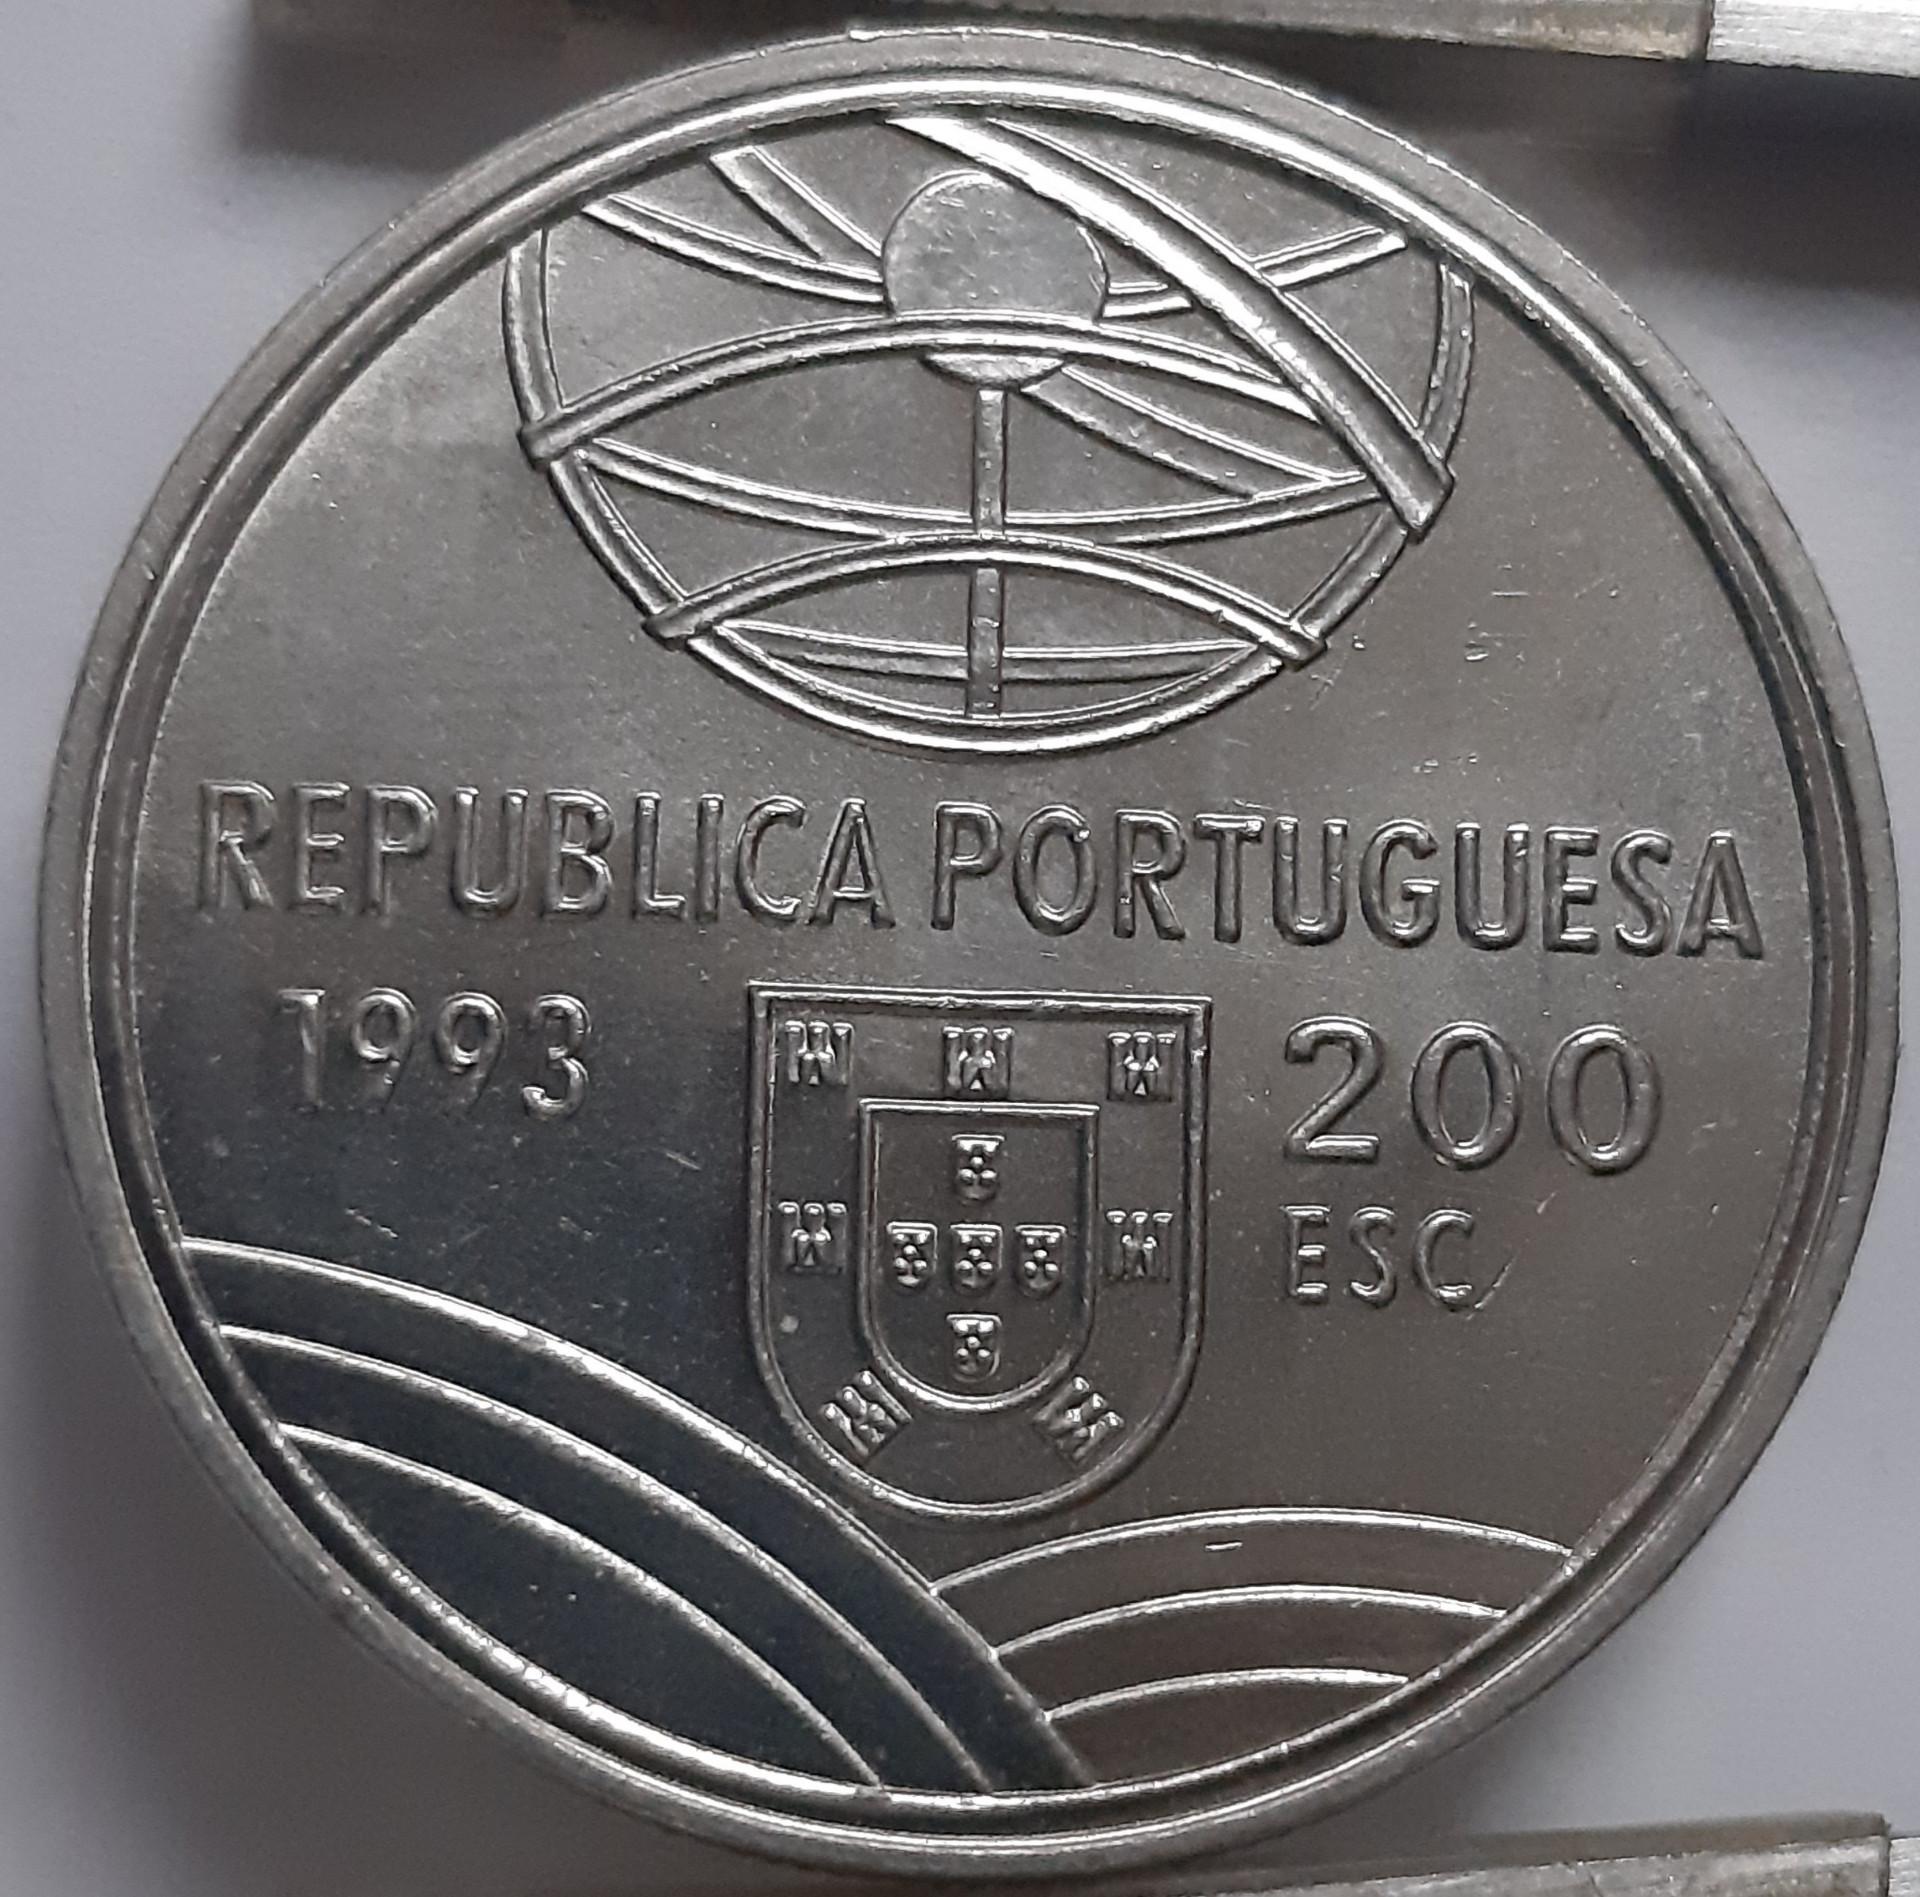 REPUBLICA PORTUGUESA
1993
200
ESC